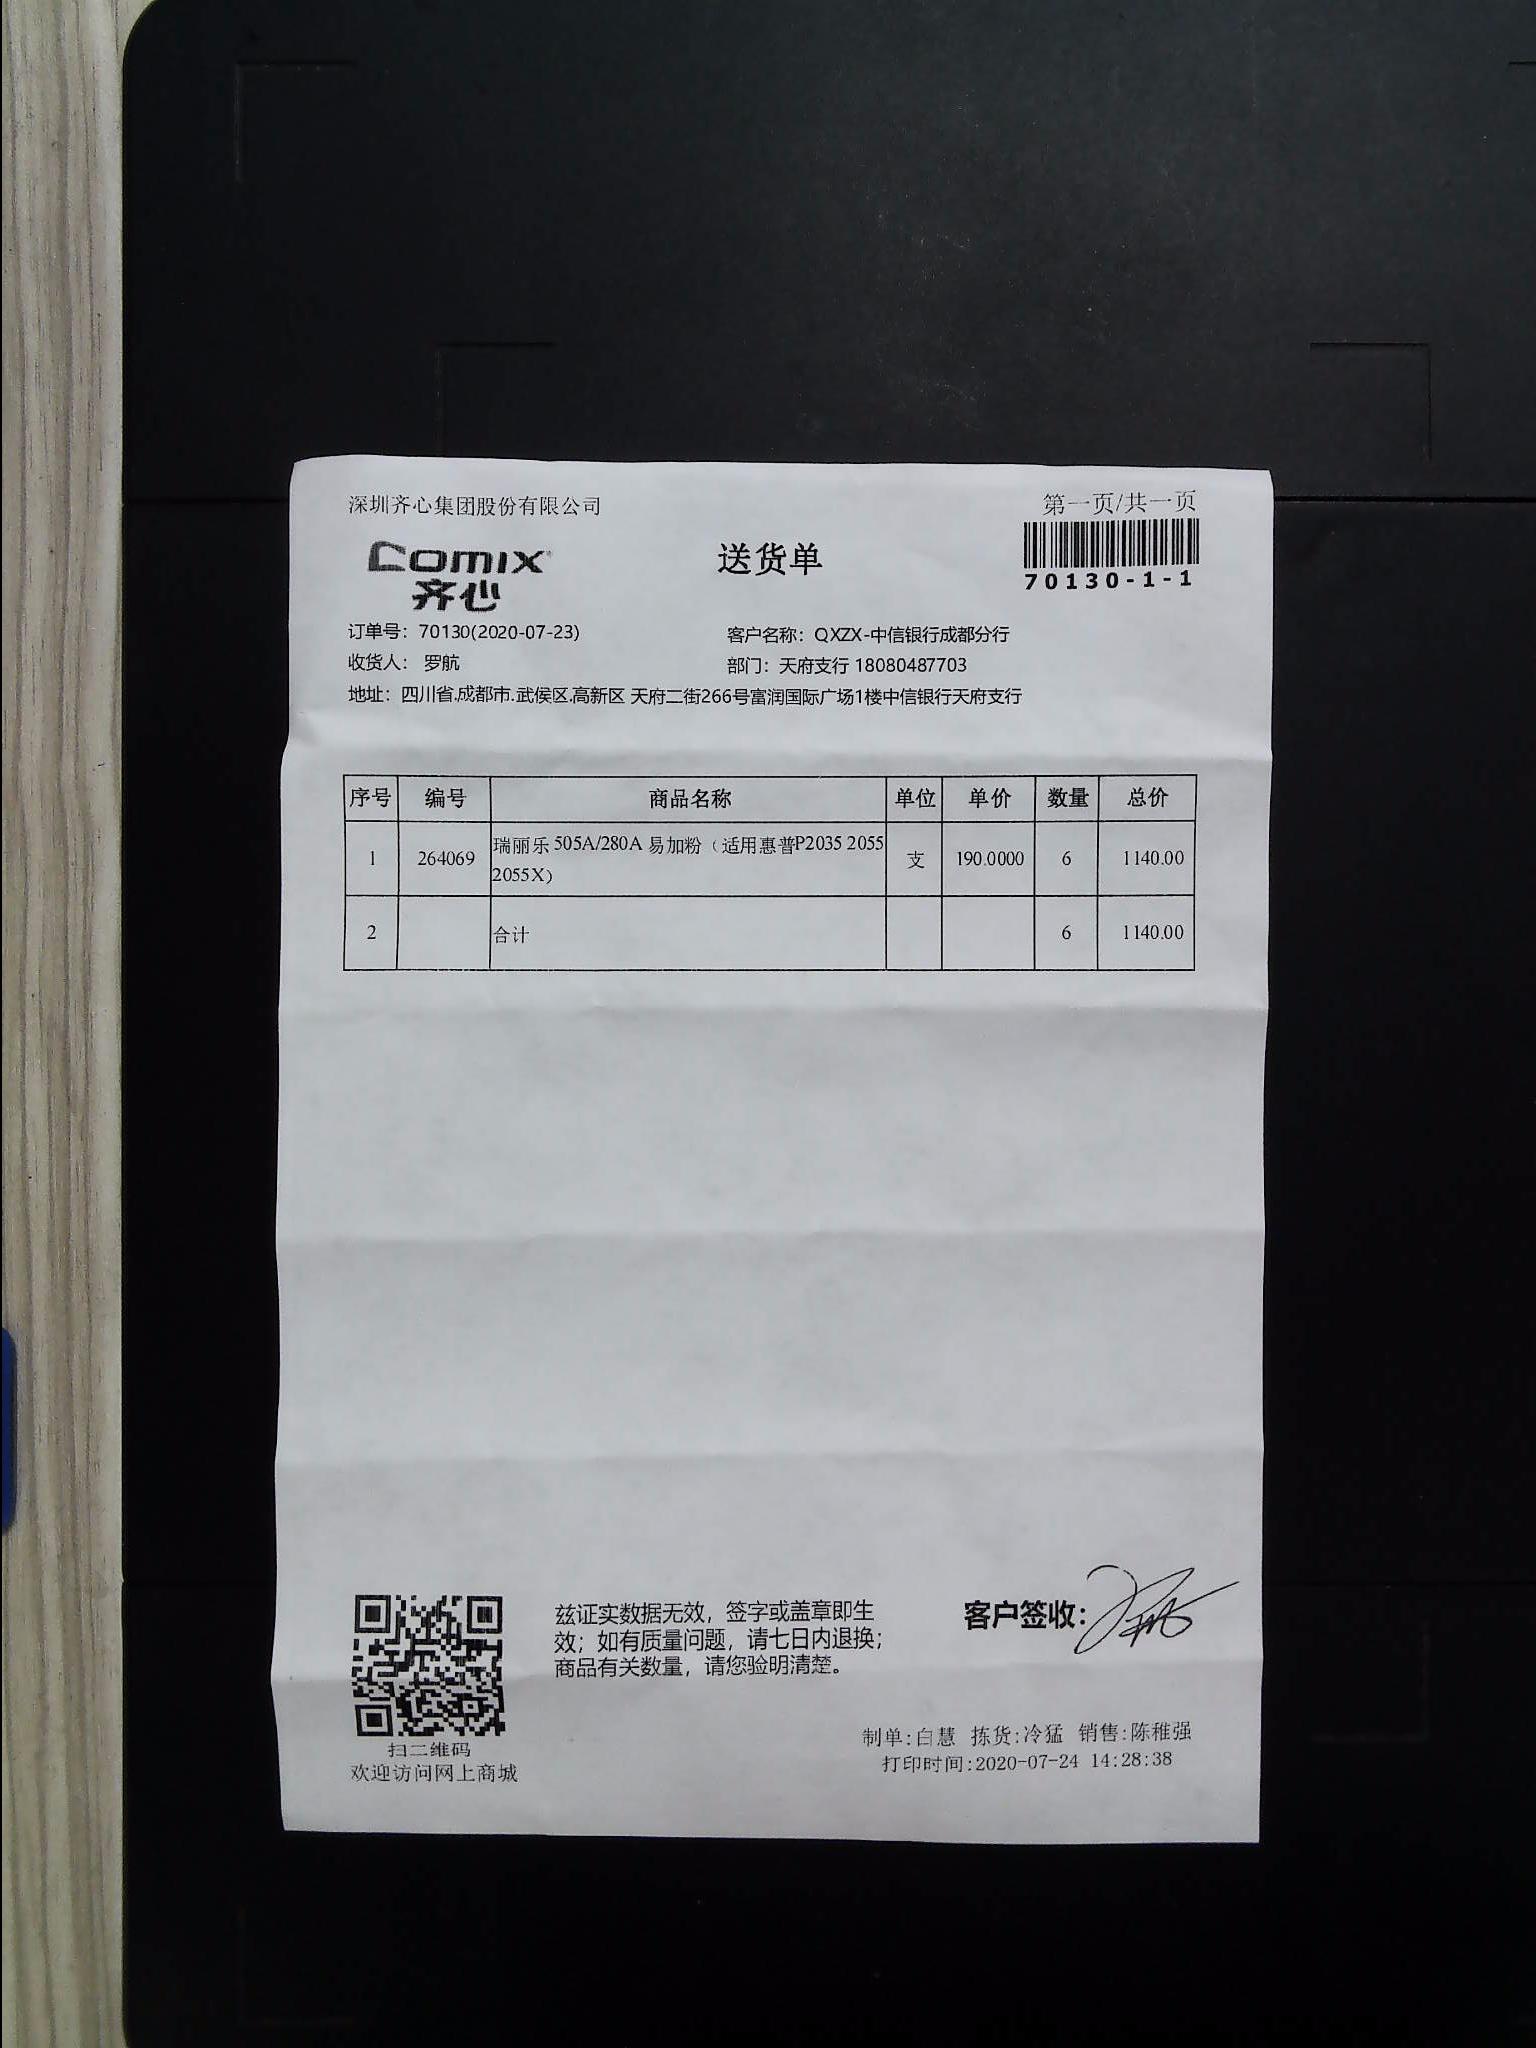 深圳齐心集团股份有限公司
第一页/共一页
Comix
齐心
送货单
70130-1-1
订单号：70130(2020-07-23)
客户名称：QXZX-中信银行成都分行
收货人： 罗航
部门：天府支行 18080487703
地址：四川省.成都市.武侯区.高新区 天府二街266号富润国际广场1楼中信银行天府支行
序号 编号 商品名称 单位 单价 数量 总价
1 264069 瑞丽乐 505A/280A 易加粉（适用惠普P2035 2055 支 190.0000 6 1140.00
2055X）
2 合计 6 1140.00
兹证实数据无效，签字或盖章即生
效；如有质量问题，请七日内退换；
商品有关数量，请您验明清楚。
客户签收：
扫二维码
欢迎访问网上商城
制单:白慧 拣货:冷猛 销售:陈稚强
打印时间:2020-07-24 14:28:38